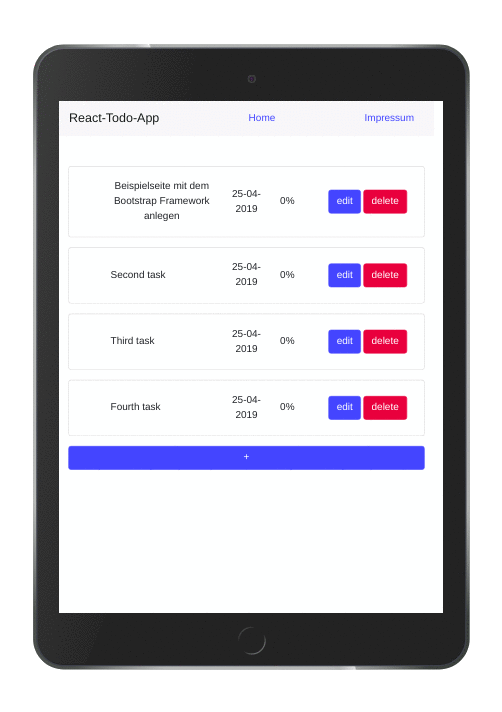 React-Todo-App Home Impressum
Beispielseite mit dem
Bootstrap Framework
anlegen
25-04-
2019
0%
edit delete
Second task
25-04-
2019
0%
edit delete
Third task
25-04-
2019
0%
edit delete
Fourth task
25-04-
2019
0%
edit delete
+